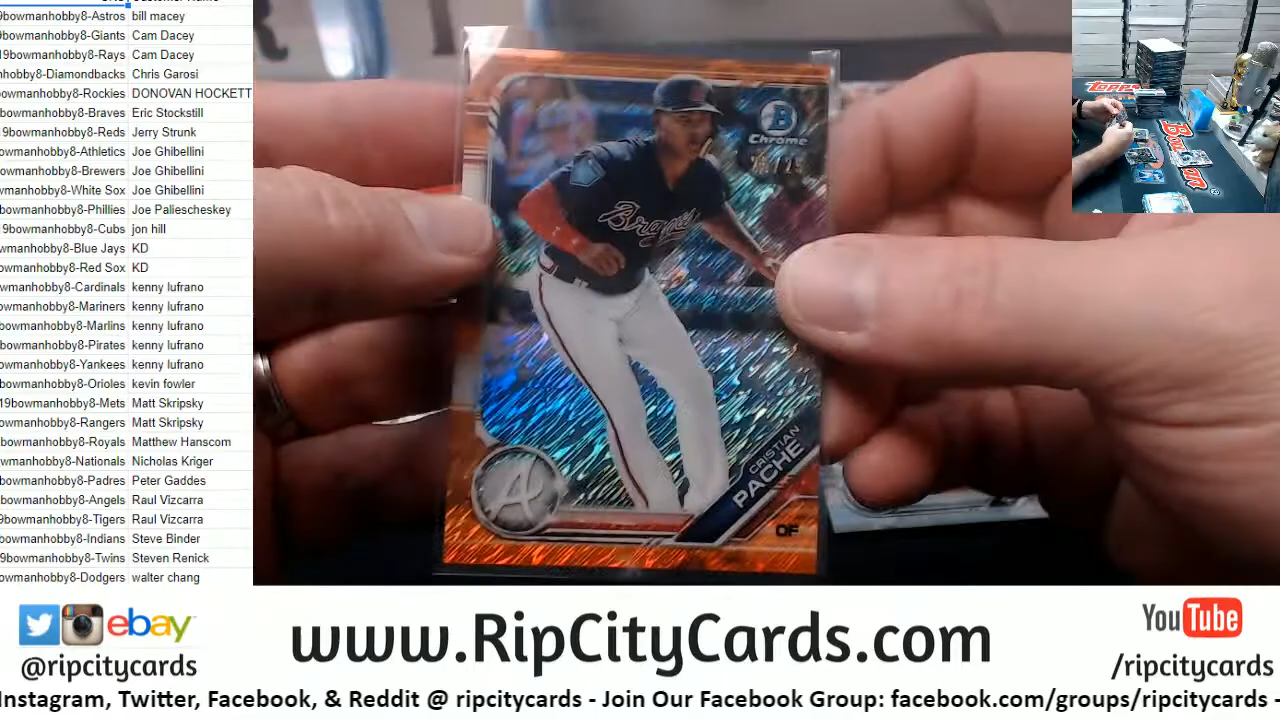 9bowmanhobby8-Astros bill macey
9bowmanhobby8-Giants Cam Dacey
19bowmanhobby8-Rays Cam Dacey
nhobby8-Diamondbacks Chris Garosi
owmanhobby8-Rockies DONOVAN HOCKETT
bowmanhobby8-Braves Eric Stockstill
9bowmanhobby8-Reds Jerry Strunk
owmanhobby8-Athletics Joe Ghibellini
owmanhobby8-Brewers Joe Ghibellini
wmanhobby8-White Sox Joe Ghibellini
owmanhobby8-Phillies Joe Paliescheskey
9bowmanhobby8-Cubs jon hill
owmanhobby8-Blue Jays KD
owmanhobby8-Red Sox KD
owmanhobby8-Cardinals kenny lufrano
owmanhobby8-Mariners kenny lufrano
bowmanhobby8-Marlins kenny lufrano
bowmanhobby8-Pirates kenny lufrano
owmanhobby8-Yankees kenny lufrano
bowmanhobby8-Orioles kevin fowler
19bowmanhobby8-Mets Matt Skripsky
owmanhobby8-Rangers Matt Skripsky
bowmanhobby8-Royals Matthew Hanscom
wmanhobby8-Nationals Nicholas Kriger
bowmanhobby8-Padres Peter Gaddes
bowmanhobby8-Angels Raul Vizcarra
9bowmanhobby8-Tigers Raul Vizcarra
bowmanhobby8-Indians Steve Binder
9bowmanhobby8-Twins Steven Renick
owmanhobby8-Dodgers walter chang
B
Chrome
Braves
A
CRISTIAN
PACHE
OF
TOPPS
ebay
@ripcitycards
www.RipCityCards.com
YouTube
/ripcitycards
Instagram, Twitter, Facebook, & Reddit @ ripcitycards - Join Our Facebook Group: facebook.com/groups/ripcitycards -